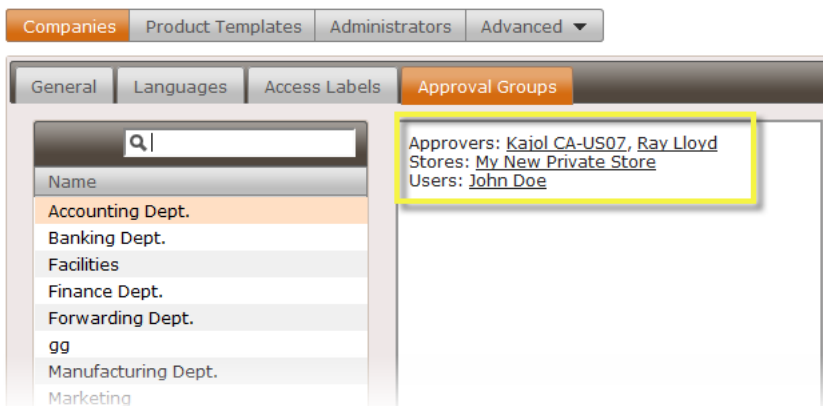 Companies Product Templates Administrators Advanced
General Languages Access Labels Approval Groups
Approvers: Kajol CA-US07, Ray Lloyd
Stores: My New Private Store
Users: John Doe
Name
Accounting Dept.
Banking Dept.
Facilities
Finance Dept.
Forwarding Dept.
gg
Manufacturing Dept.
Marketing